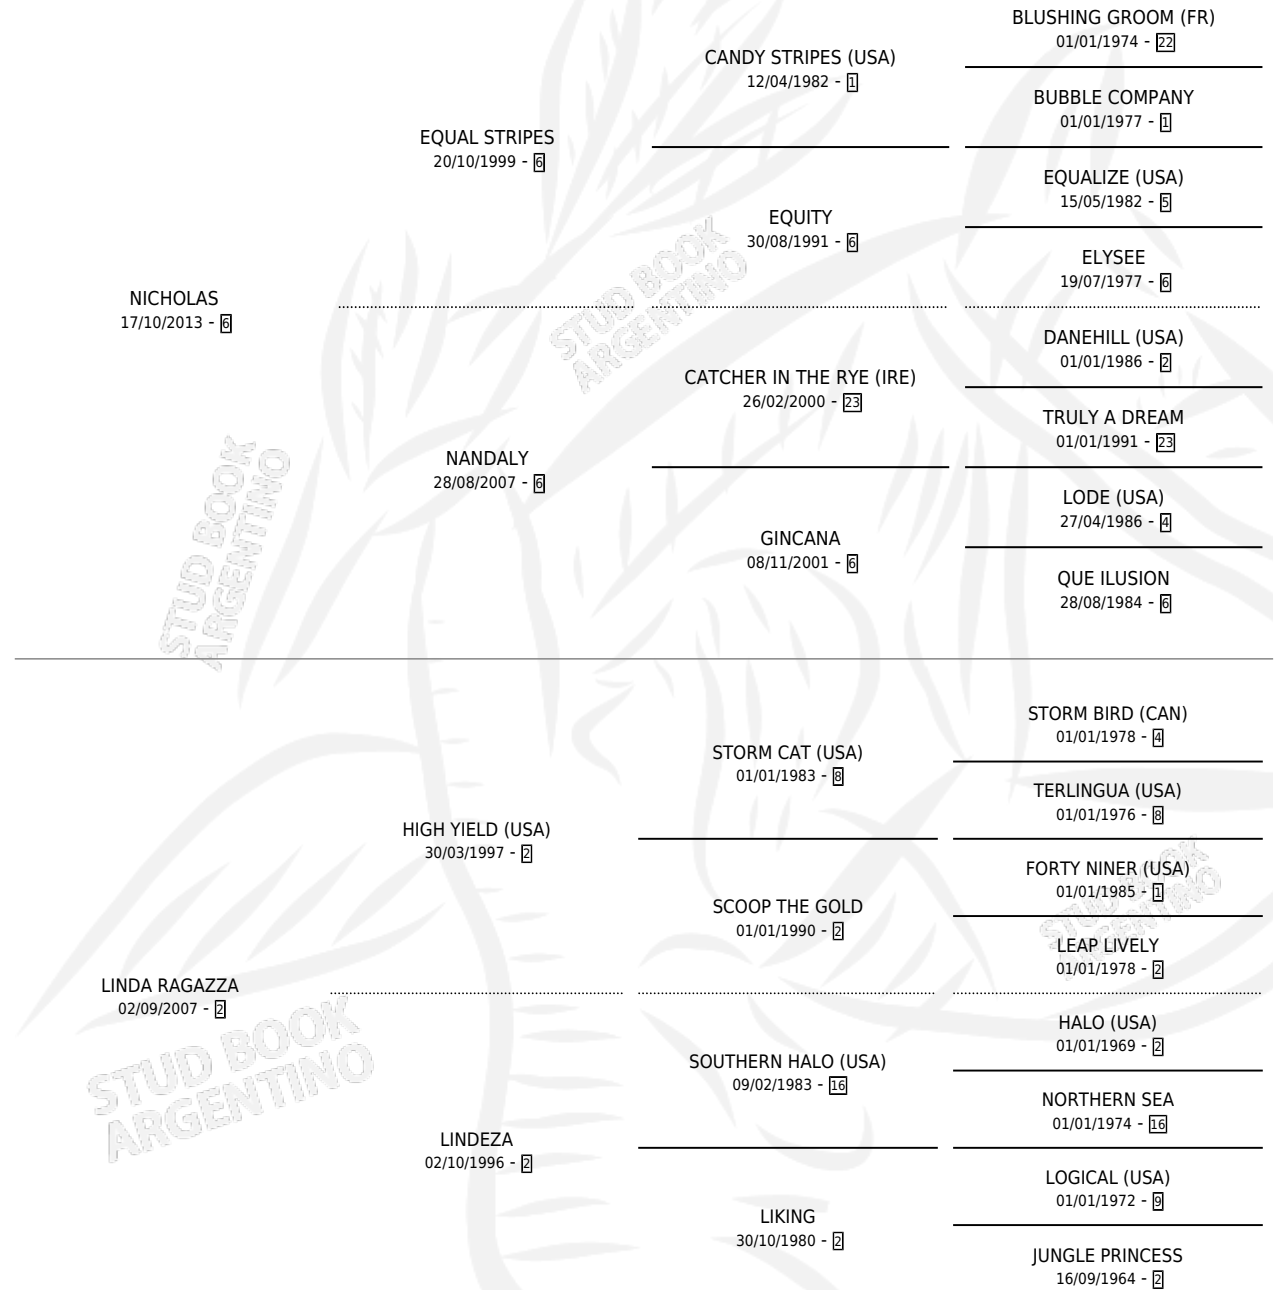 BLUSHING GROOM (FR)
01/01/1974 - 22
CANDY STRIPES (USA)
12/04/1982 - 1
BUBBLE COMPANY
01/01/1977 - 1
EQUAL STRIPES
20/10/1999 - 6
EQUALIZE (USA)
15/05/1982 - 5
EQUITY
30/08/1991 - 6
ELYSEE
19/07/1977 - 6
NICHOLAS
17/10/2013 - 6
DANEHILL (USA)
01/01/1986 - 2
CATCHER IN THE RYE (IRE)
26/02/2000 - 23
TRULY A DREAM
01/01/1991 - 23
NANDALY
28/08/2007 - 6
LODE (USA)
27/04/1986 - 4
GINCANA
08/11/2001 - 6
QUE ILUSION
28/08/1984 - 6
STORM BIRD (CAN)
01/01/1978 - 4
STORM CAT (USA)
01/01/1983 - 8
TERLINGUA (USA)
01/01/1976 - 8
HIGH YIELD (USA)
30/03/1997 - 2
FORTY NINER (USA)
01/01/1985 - 1
SCOOP THE GOLD
01/01/1990 - 2
LEAP LIVELY
01/01/1978 - 2
LINDA RAGAZZA
02/09/2007 - 2
HALO (USA)
01/01/1969 - 2
SOUTHERN HALO (USA)
09/02/1983 - 16
NORTHERN SEA
01/01/1974 - 16
LINDEZA
02/10/1996 - 2
LOGICAL (USA)
01/01/1972 - 9
LIKING
30/10/1980 - 2
JUNGLE PRINCESS
16/09/1964 - 2
STUD BOOK
ARGENTINO
STUD BOOK
ARGENTINO
STUD BOOK
ARGENTINO
STUD BOOK
ARGENTINO